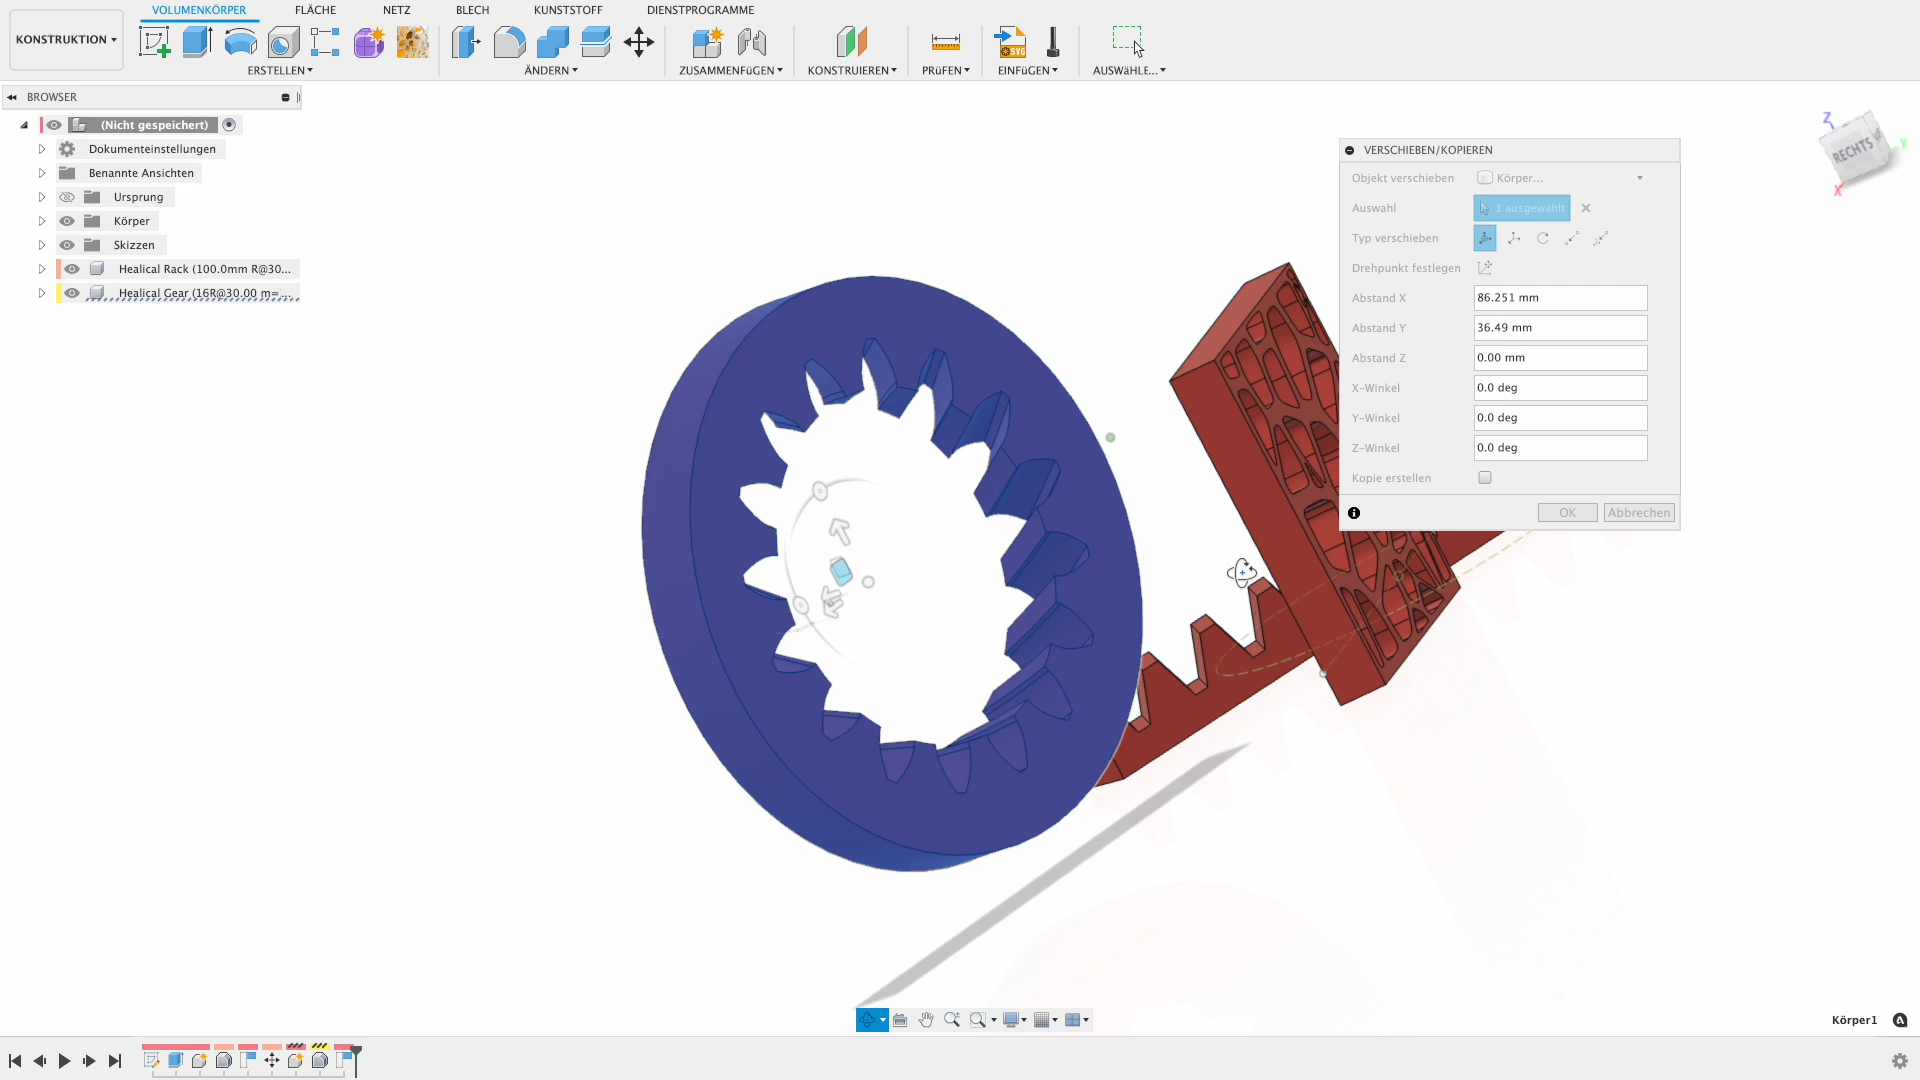 KONSTRUKTION
VOLUMENKÖRPER FLÄCHE NETZ BLECH KUNSTSTOFF DIENSTPROGRAMME
ERSTELLEN ÄNDERN ZUSAMMENFüGEN KONSTRUIEREN PRüFEN EINFüGEN AUSWäHLE...
SVG
BROWSER
(Nicht gespeichert)
Dokumenteinstellungen
Benannte Ansichten
Ursprung
Körper
Skizzen
Healical Rack (100.0mm R@30...
Healical Gear (16R@30.00 m=...
VERSCHIEBEN/KOPIEREN
Objekt verschieben Körper...
Auswahl 1 ausgewählt
Typ verschieben
Drehpunkt festlegen
Abstand X 86.251 mm
Abstand Y 36.49 mm
Abstand Z 0.00 mm
X-Winkel 0.0 deg
Y-Winkel 0.0 deg
Z-Winkel 0.0 deg
Kopie erstellen
OK Abbrechen
Z
RECHTS
Y
X
Körper1